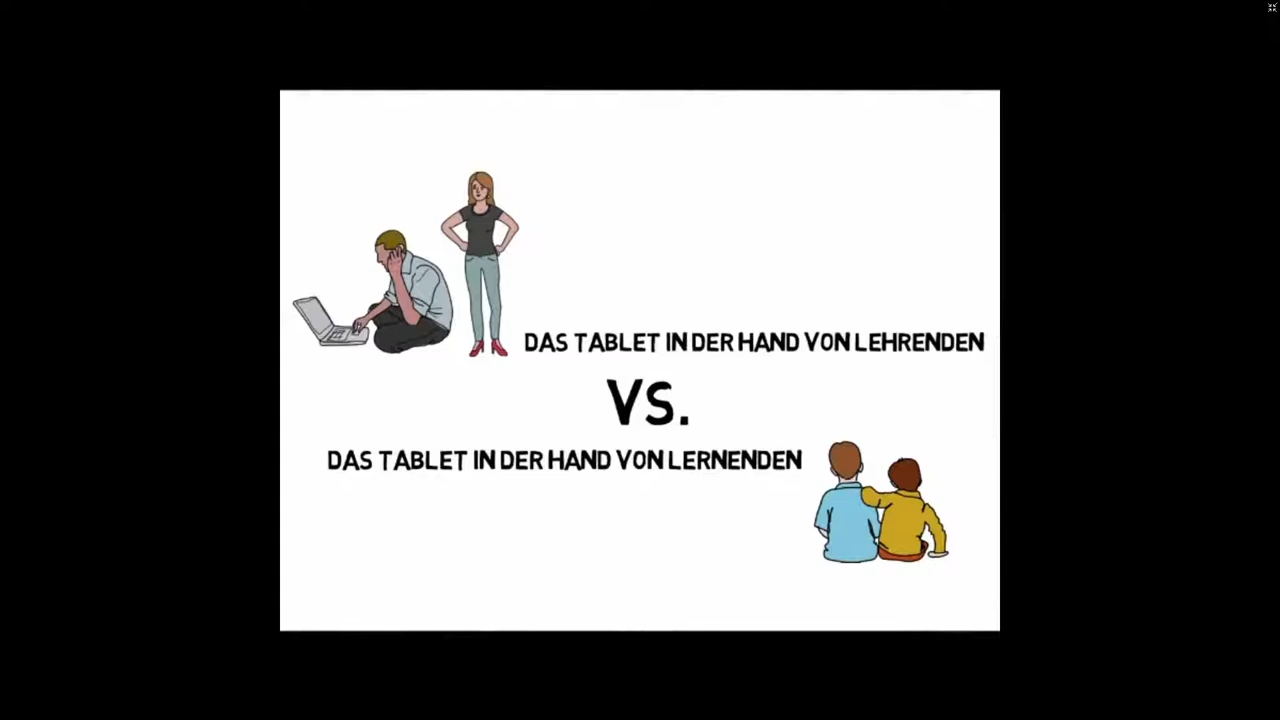 DAS TABLET IN DER HAND VON LEHRENDEN
VS.
DAS TABLET IN DER HAND VON LERNENDEN